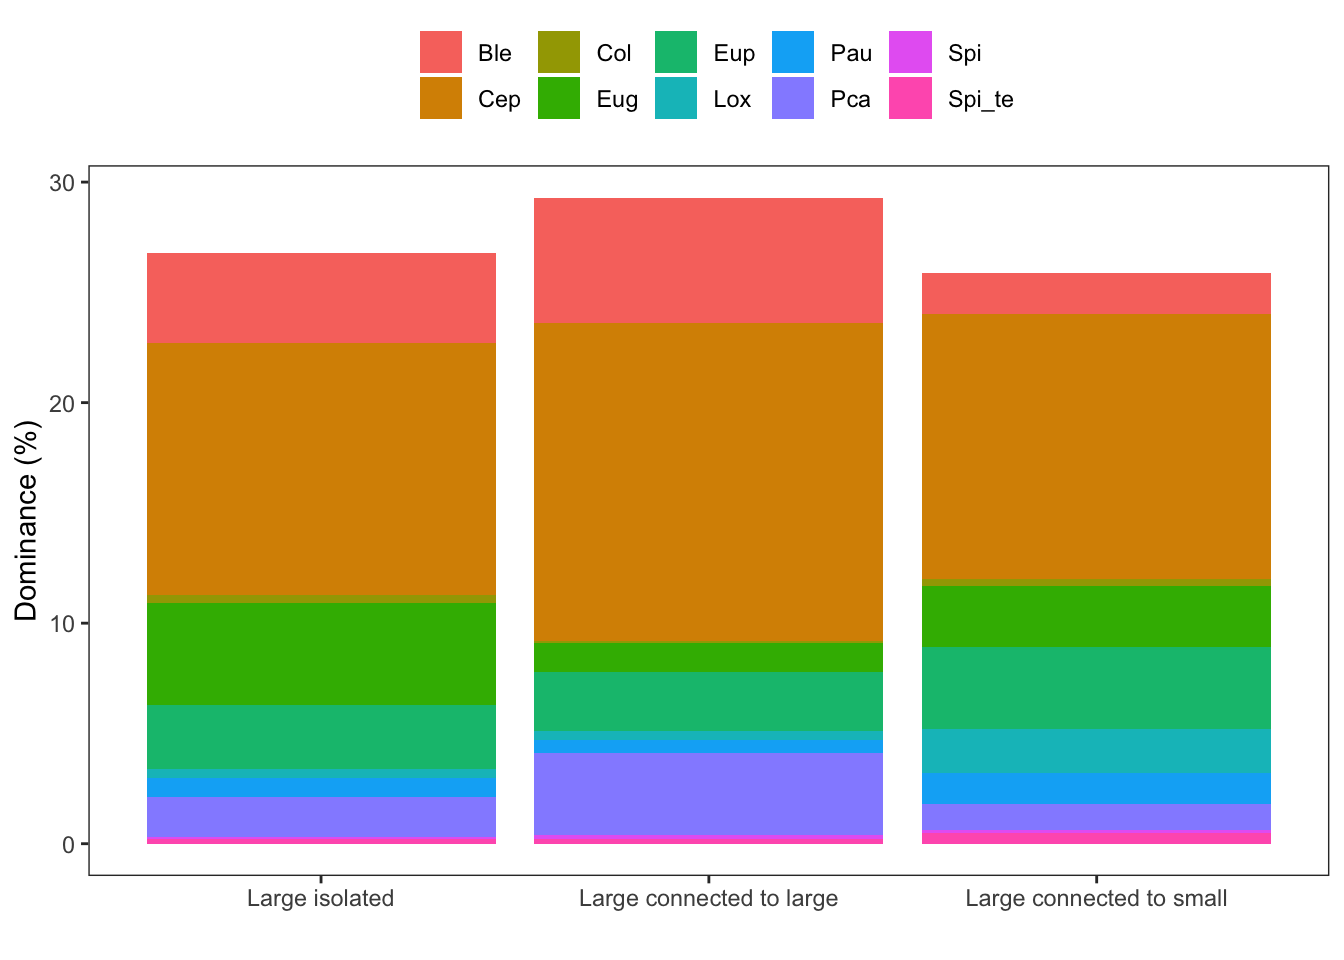 Ble Col Eup Pau Spi
Cep Eug Lox Pca Spi_te
30
20
10
0
Dominance (%)
Large isolated Large connected to large Large connected to small